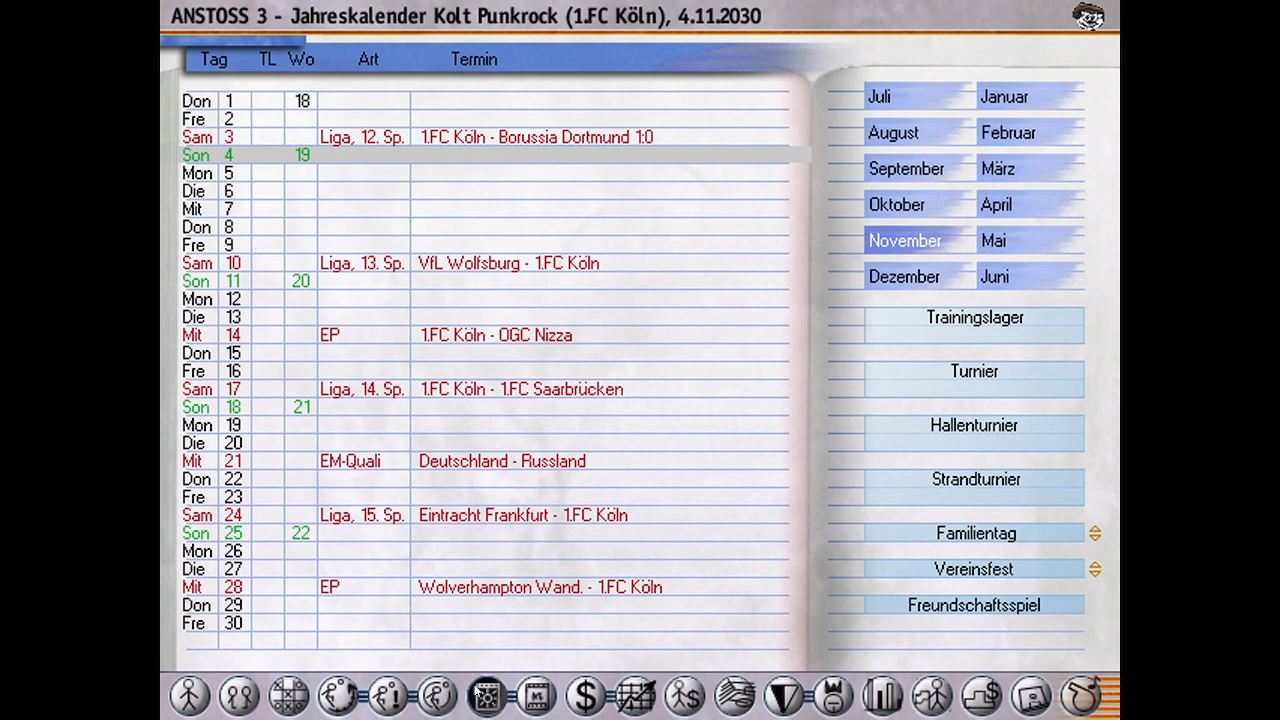 ANSTOSS 3 - Jahreskalender Kolt Punkrock (1.FC Köln), 4.11.2030
Tag TL Wo Art Termin
Don 1 18
Fre 2
Sam 3 Liga, 12. Sp. 1.FC Köln - Borussia Dortmund 1:0
Son 4 19
Mon 5
Die 6
Mit 7
Don 8
Fre 9
Sam 10 Liga, 13. Sp. VfL Wolfsburg - 1.FC Köln
Son 11 20
Mon 12
Die 13
Mit 14 EP 1.FC Köln - OGC Nizza
Don 15
Fre 16
Sam 17 Liga, 14. Sp. 1.FC Köln - 1.FC Saarbrücken
Son 18 21
Mon 19
Die 20
Mit 21 EM-Quali Deutschland - Russland
Don 22
Fre 23
Sam 24 Liga, 15. Sp. Eintracht Frankfurt - 1.FC Köln
Son 25 22
Mon 26
Die 27
Mit 28 EP Wolverhampton Wand. - 1.FC Köln
Don 29
Fre 30
Juli Januar
August Februar
September März
Oktober April
November Mai
Dezember Juni
Trainingslager
Turnier
Hallenturnier
Strandturnier
Familientag
Vereinsfest
Freundschaftsspiel